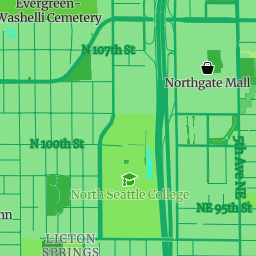 Evergreen-
Washelli Cemetery
N 107th St
Northgate Mall
N 100th St
5th Ave NE
North Seattle College
NE 95th St
nn
LICTON
SPRINGS